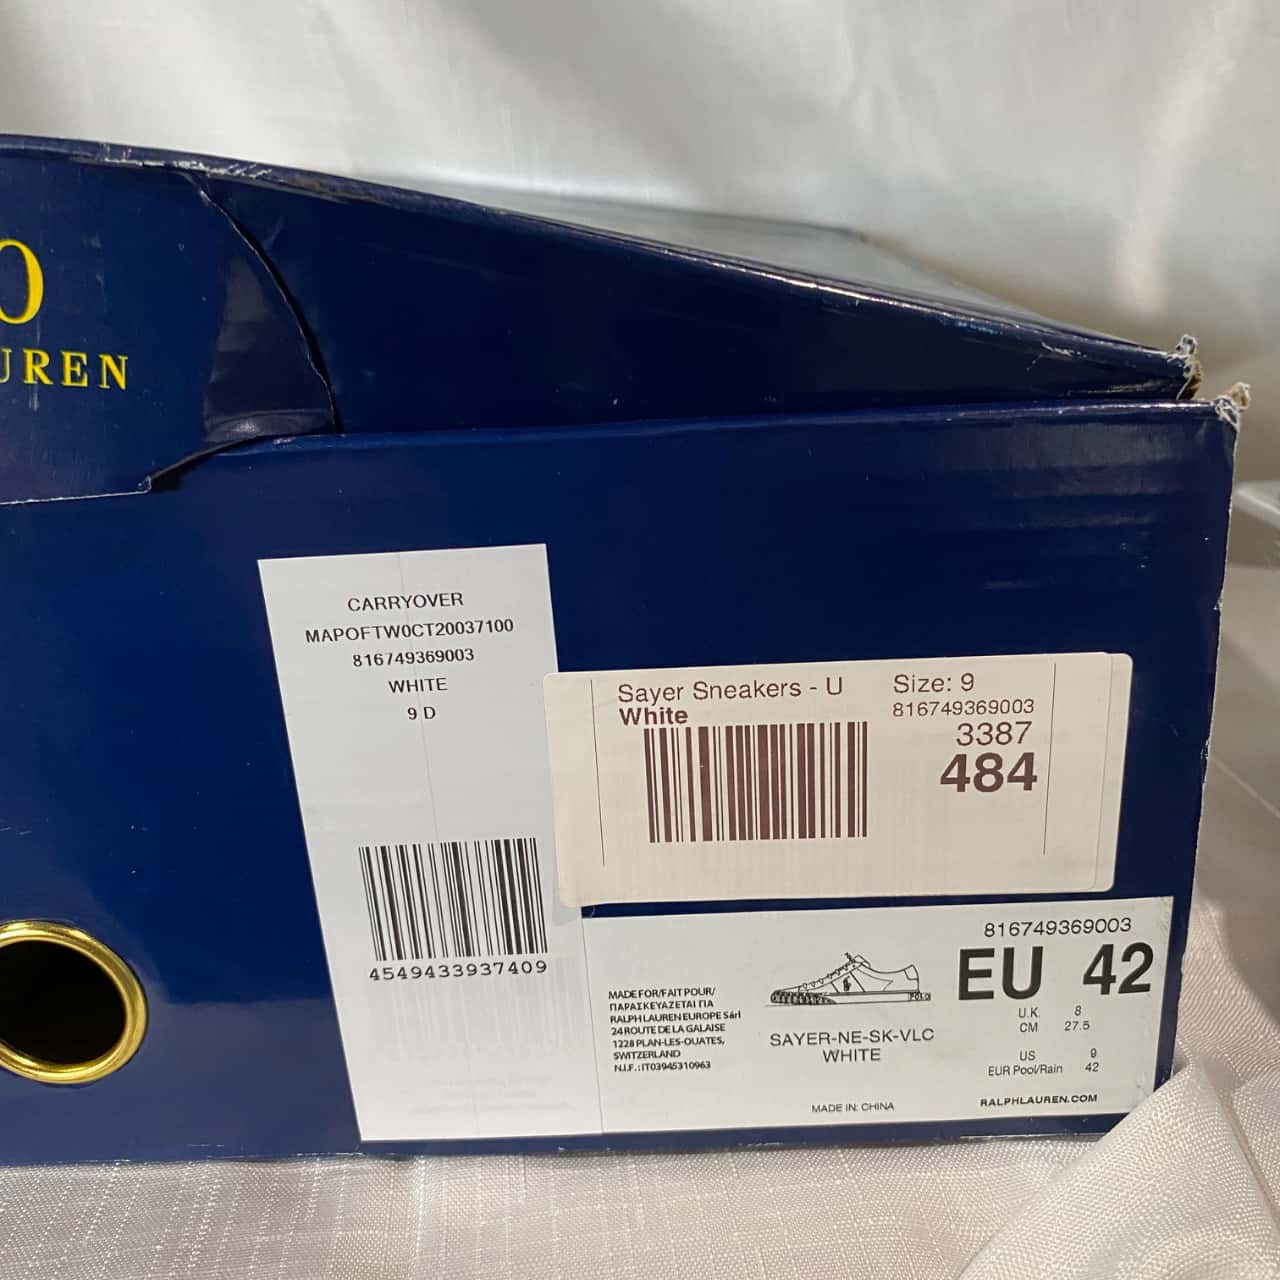 O
UREN
CARRYOVER
MAPOFTW0CT20037100
816749369003
WHITE
9 D
4549433937409
Sayer Sneakers - U
White
Size: 9
816749369003
3387
484
816749369003
EU 42
U.K. 8
CM 27.5
US 9
EUR Pool/Rain 42
RALPHLAUREN.COM
MADE FOR/FAIT POUR/
ΠΑΡΑΣΚΕΥΑΖΕΤΑΙ ΓΙΑ
RALPH LAUREN EUROPE Sárl
24 ROUTE DE LA GALAISE
1228 PLAN-LES-OUATES,
SWITZERLAND
N.I.F.:IT03945310963
POLO
SAYER-NE-SK-VLC
WHITE
MADE IN: CHINA